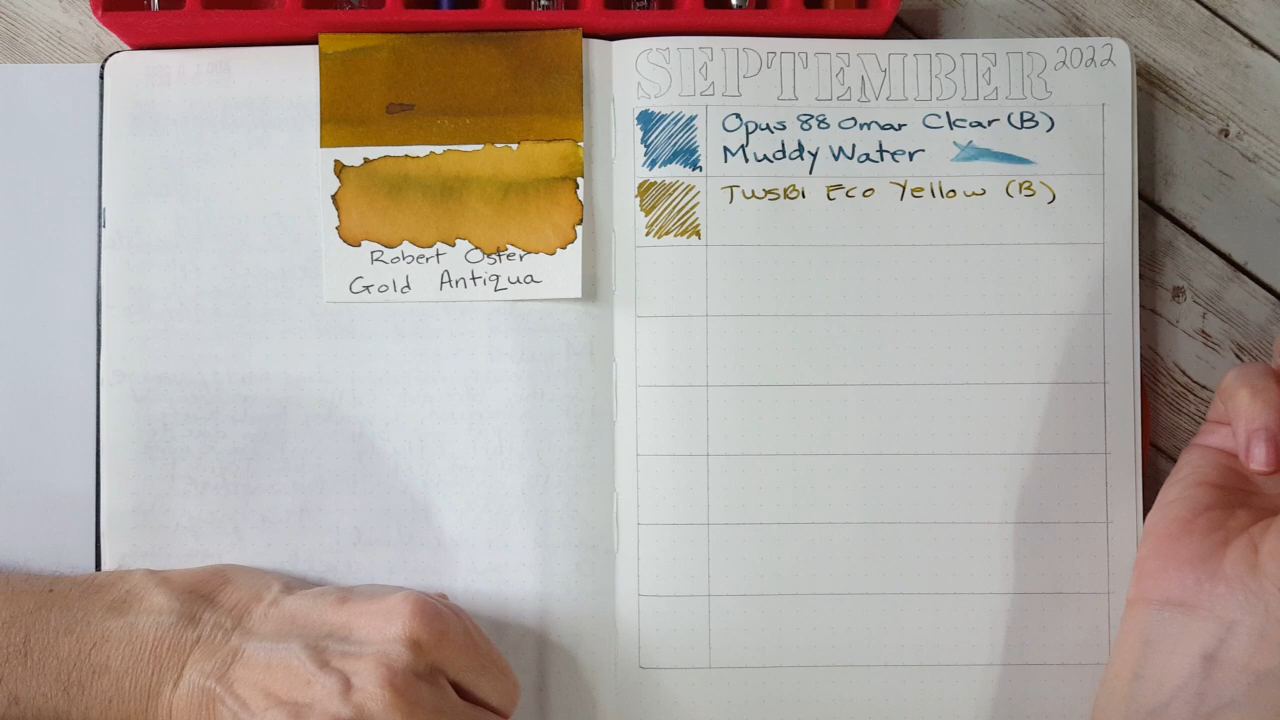 Robert Oster
Gold Antiqua
SEPTEMBER 2022
Opus 88 Omar Clear (B)
Muddy Water
TWSBI Eco Yellow (B)